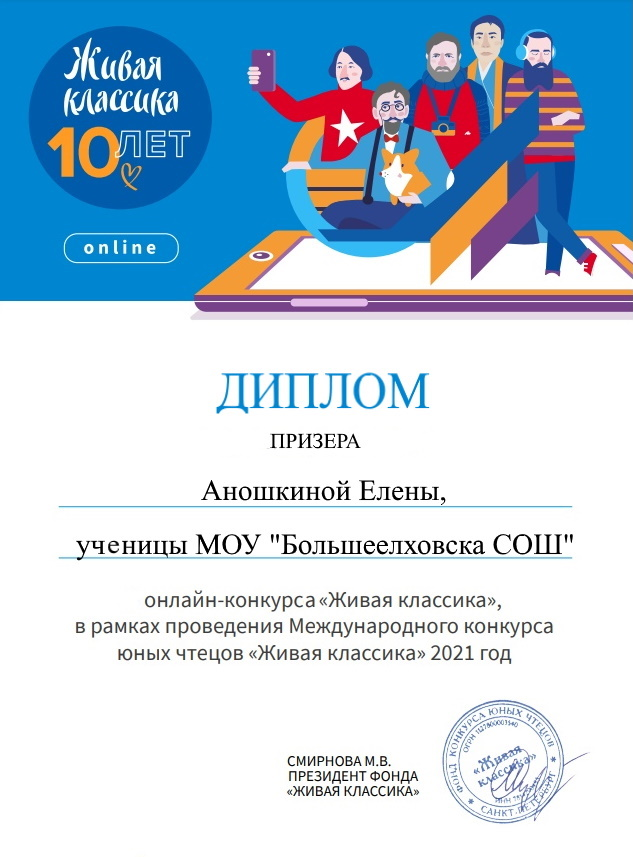 Живая
классика
10 ЛЕТ
online
ДИПЛОМ
ПРИЗЕРА
Аношкиной Елены,
ученицы МОУ "Большеелховска СОШ"
онлайн-конкурса «Живая классика»,
в рамках проведения Международного конкурса
юных чтецов «Живая классика» 2021 год
СМИРНОВА М.В.
ПРЕЗИДЕНТ ФОНДА
«ЖИВАЯ КЛАССИКА»
ФОНД КОНКУРСА ЮНЫХ ЧТЕЦОВ
ОГРН
«Живая
классика»
ИНН
САНКТ-ПЕТЕРБУРГ